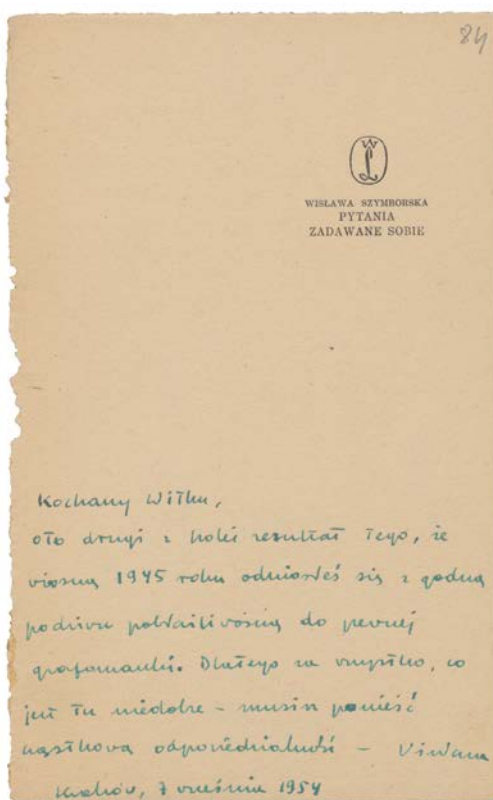 84
WL
WISŁAWA SZYMBORSKA
PYTANIA
ZADAWANE SOBIE
Kochany Witku,
oto drugi z kolei rezultat tego, że
wiosną 1945 roku odniosłeś się z godną
podziwu pobłażliwością do pewnej
grafomanki. Dlatego za wszystko, co
jest tu niedobre – musisz ponieść
cząstkową odpowiedzialność – Wisława
Kraków, 7 września 1954